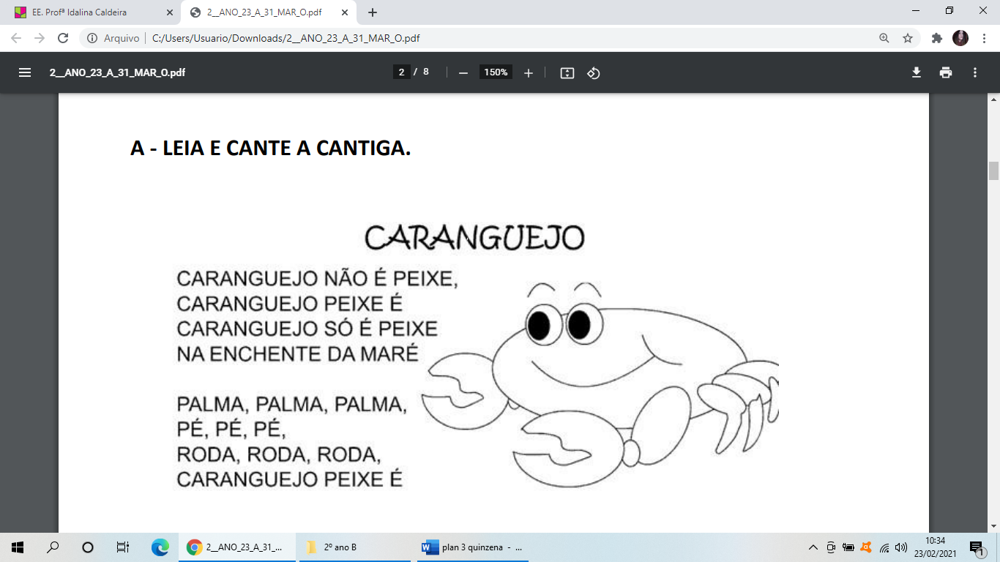 EE. Profª Idalina Caldeira
2__ANO_23_A_31_MAR_O.pdf
Arquivo
C:/Users/Usuario/Downloads/2__ANO_23_A_31_MAR_O.pdf
2__ANO_23_A_31_MAR_O.pdf
2 / 8
150%
A - LEIA E CANTE A CANTIGA.
CARANGUEJO
CARANGUEJO NÃO É PEIXE,
CARANGUEJO PEIXE É
CARANGUEJO SÓ É PEIXE
NA ENCHENTE DA MARÉ
PALMA, PALMA, PALMA,
PÉ, PÉ, PÉ,
RODA, RODA, RODA,
CARANGUEJO PEIXE É
2__ANO_23_A_31_...
2º ano B
plan 3 quinzena - ...
10:34
23/02/2021
1